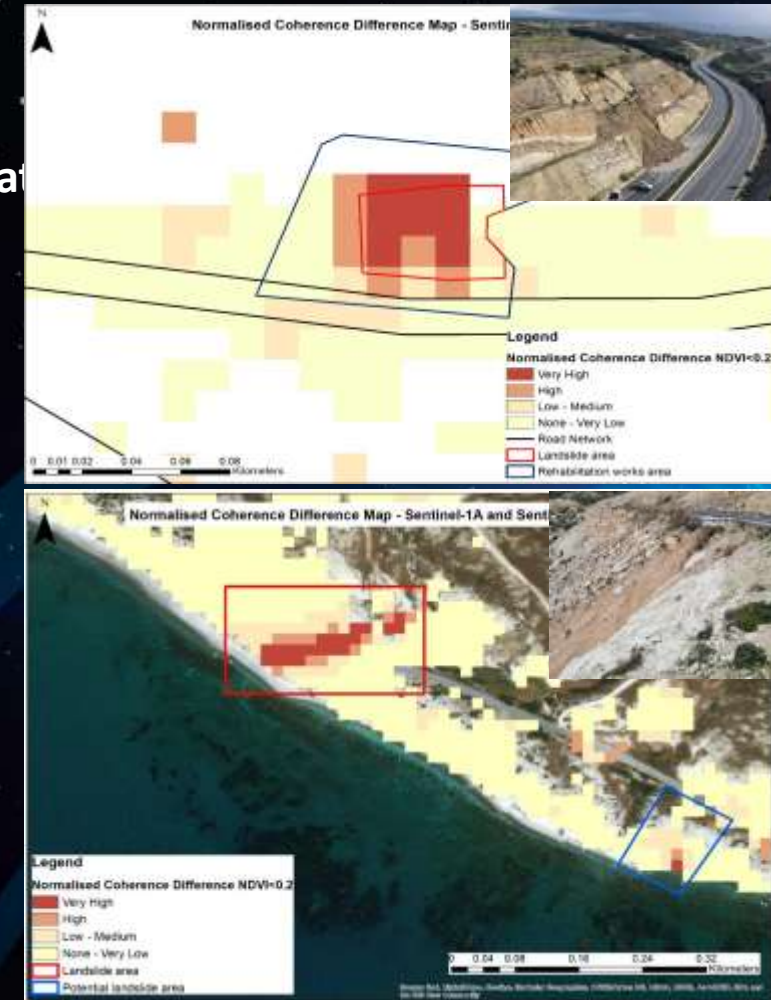 N
Normalised Coherence Difference Map - Sentin
at
Legend
Normalised Coherence Difference NDVI<0.2
Very High
High
Low - Medium
None - Very Low
Road Network
Landslide area
Rehabilitation works area
0 0.01 0.02 0.04 0.06 0.08
Kilometers
N
Normalised Coherence Difference Map - Sentinel-1A and Sent
Legend
Normalised Coherence Difference NDVI<0.2
Very High
High
Low - Medium
None - Very Low
Landslide area
Potential landslide area
0 0.04 0.08 0.16 0.24 0.32
Kilometers